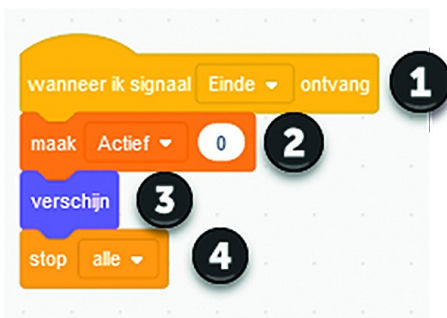 wanneer ik signaal Einde ontvang 1
maak Actief 0 2
verschijn 3
stop alle 4